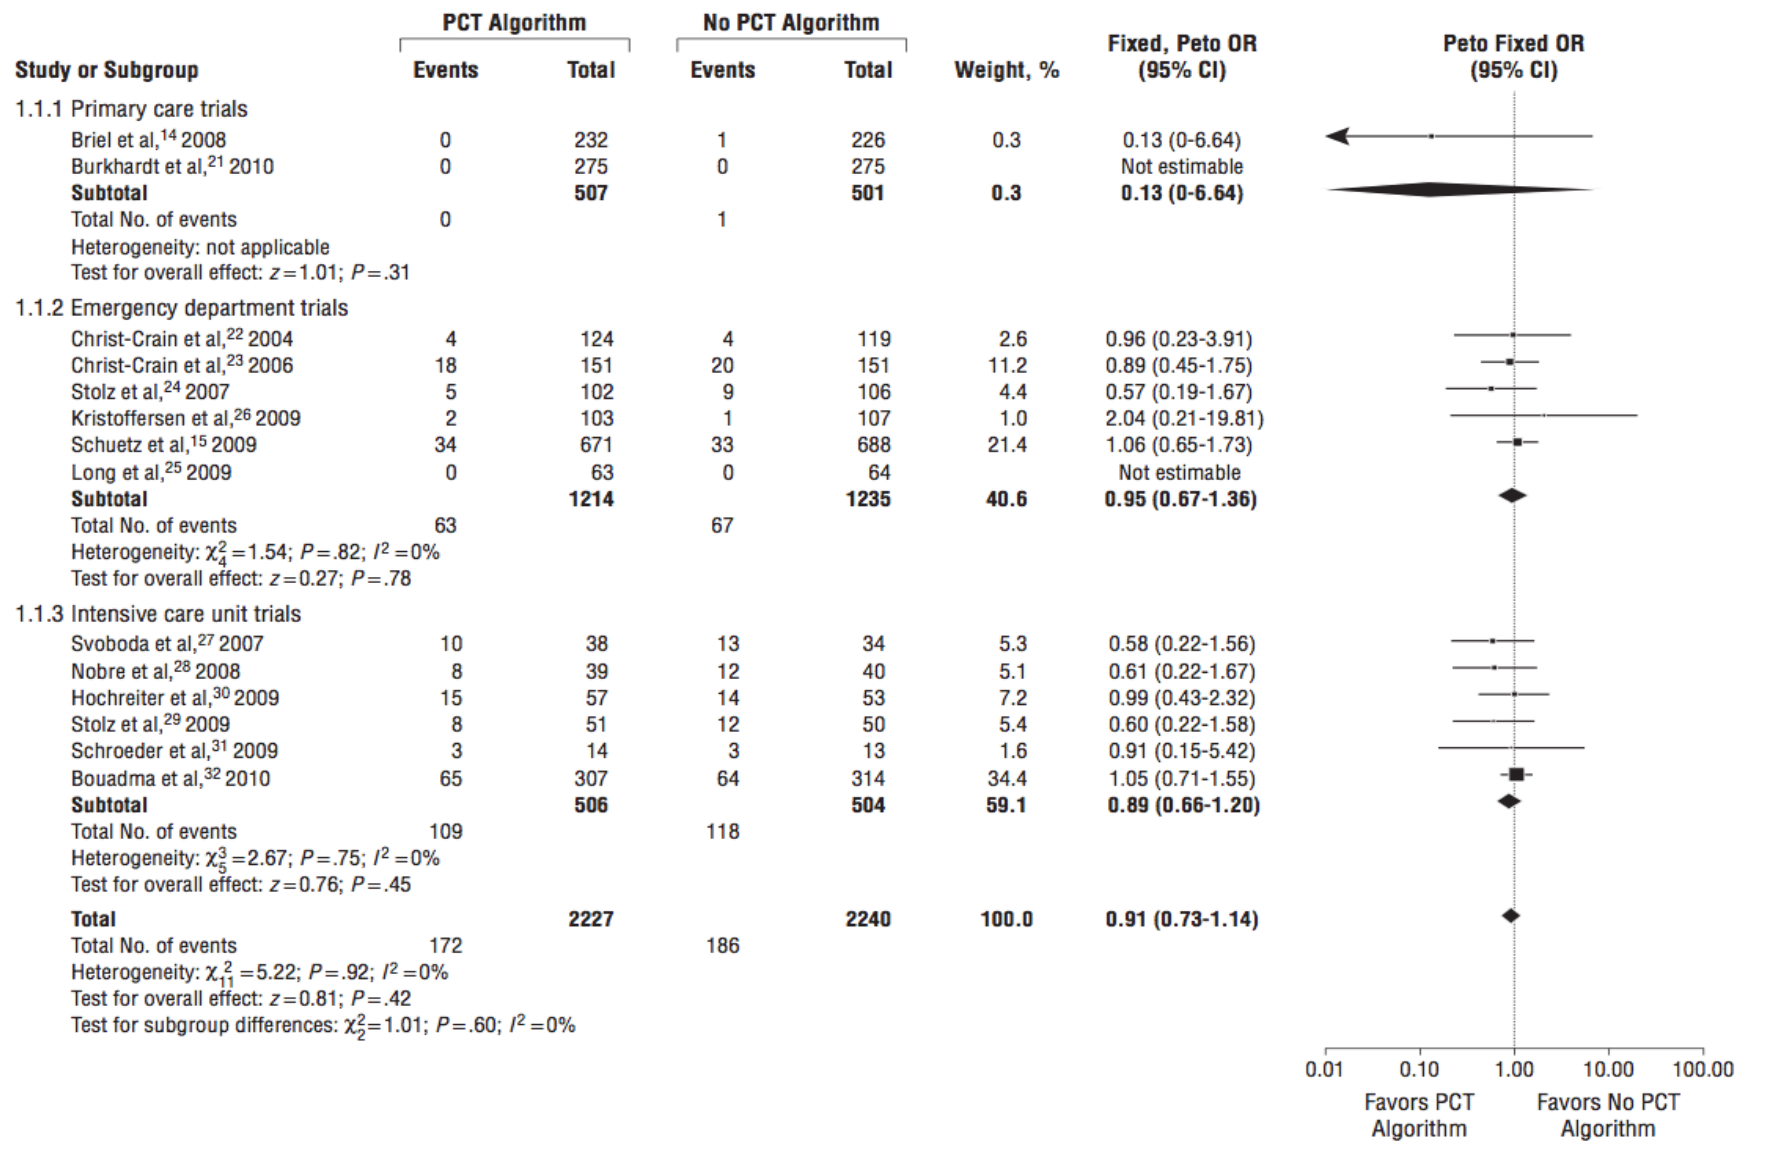 PCT Algorithm No PCT Algorithm
Fixed, Peto OR Peto Fixed OR
Study or Subgroup Events Total Events Total Weight, % (95% CI) (95% CI)
1.1.1 Primary care trials
Briel et al,14 2008 0 232 1 226 0.3 0.13 (0-6.64)
Burkhardt et al,21 2010 0 275 0 275 Not estimable
Subtotal 507 501 0.3 0.13 (0-6.64)
Total No. of events 0 1
Heterogeneity: not applicable
Test for overall effect: z=1.01; P=.31
1.1.2 Emergency department trials
Christ-Crain et al,22 2004 4 124 4 119 2.6 0.96 (0.23-3.91)
Christ-Crain et al,23 2006 18 151 20 151 11.2 0.89 (0.45-1.75)
Stolz et al,24 2007 5 102 9 106 4.4 0.57 (0.19-1.67)
Kristoffersen et al,26 2009 2 103 1 107 1.0 2.04 (0.21-19.81)
Schuetz et al,15 2009 34 671 33 688 21.4 1.06 (0.65-1.73)
Long et al,25 2009 0 63 0 64 Not estimable
Subtotal 1214 1235 40.6 0.95 (0.67-1.36)
Total No. of events 63 67
Heterogeneity: χ²₄=1.54; P=.82; I²=0%
Test for overall effect: z=0.27; P=.78
1.1.3 Intensive care unit trials
Svoboda et al,27 2007 10 38 13 34 5.3 0.58 (0.22-1.56)
Nobre et al,28 2008 8 39 12 40 5.1 0.61 (0.22-1.67)
Hochreiter et al,30 2009 15 57 14 53 7.2 0.99 (0.43-2.32)
Stolz et al,29 2009 8 51 12 50 5.4 0.60 (0.22-1.58)
Schroeder et al,31 2009 3 14 3 13 1.6 0.91 (0.15-5.42)
Bouadma et al,32 2010 65 307 64 314 34.4 1.05 (0.71-1.55)
Subtotal 506 504 59.1 0.89 (0.66-1.20)
Total No. of events 109 118
Heterogeneity: χ³₅=2.67; P=.75; I²=0%
Test for overall effect: z=0.76; P=.45
Total 2227 2240 100.0 0.91 (0.73-1.14)
Total No. of events 172 186
Heterogeneity: χ²₁₁=5.22; P=.92; I²=0%
Test for overall effect: z=0.81; P=.42
Test for subgroup differences: χ²₂=1.01; P=.60; I²=0%
0.01 0.10 1.00 10.00 100.00
Favors PCT Favors No PCT
Algorithm Algorithm